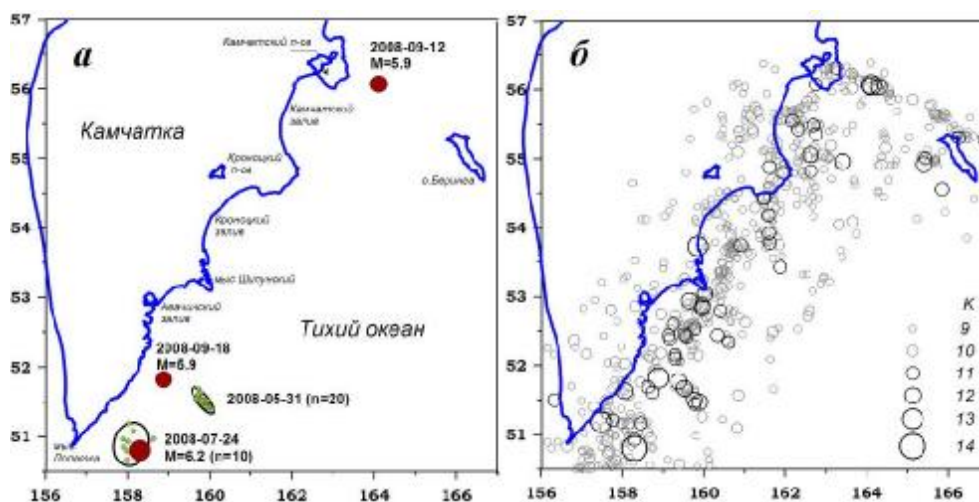 а
57
56
55
54
53
52
51
156
158
160
162
164
166
Камчатский п-ов
2008-09-12
M=5.9
Камчатка
Камчатский
залив
Кроноцкий
п-ов
о.Беринга
Кроноцкий
залив
мыс Шипунский
Авачинский
залив
Тихий океан
2008-09-18
M=5.9
2008-05-31 (n=20)
2008-07-24
M=6.2 (n=10)
мыс
Лопатка
б
57
56
55
54
53
52
51
156
158
160
162
164
166
K
9
10
11
12
13
14